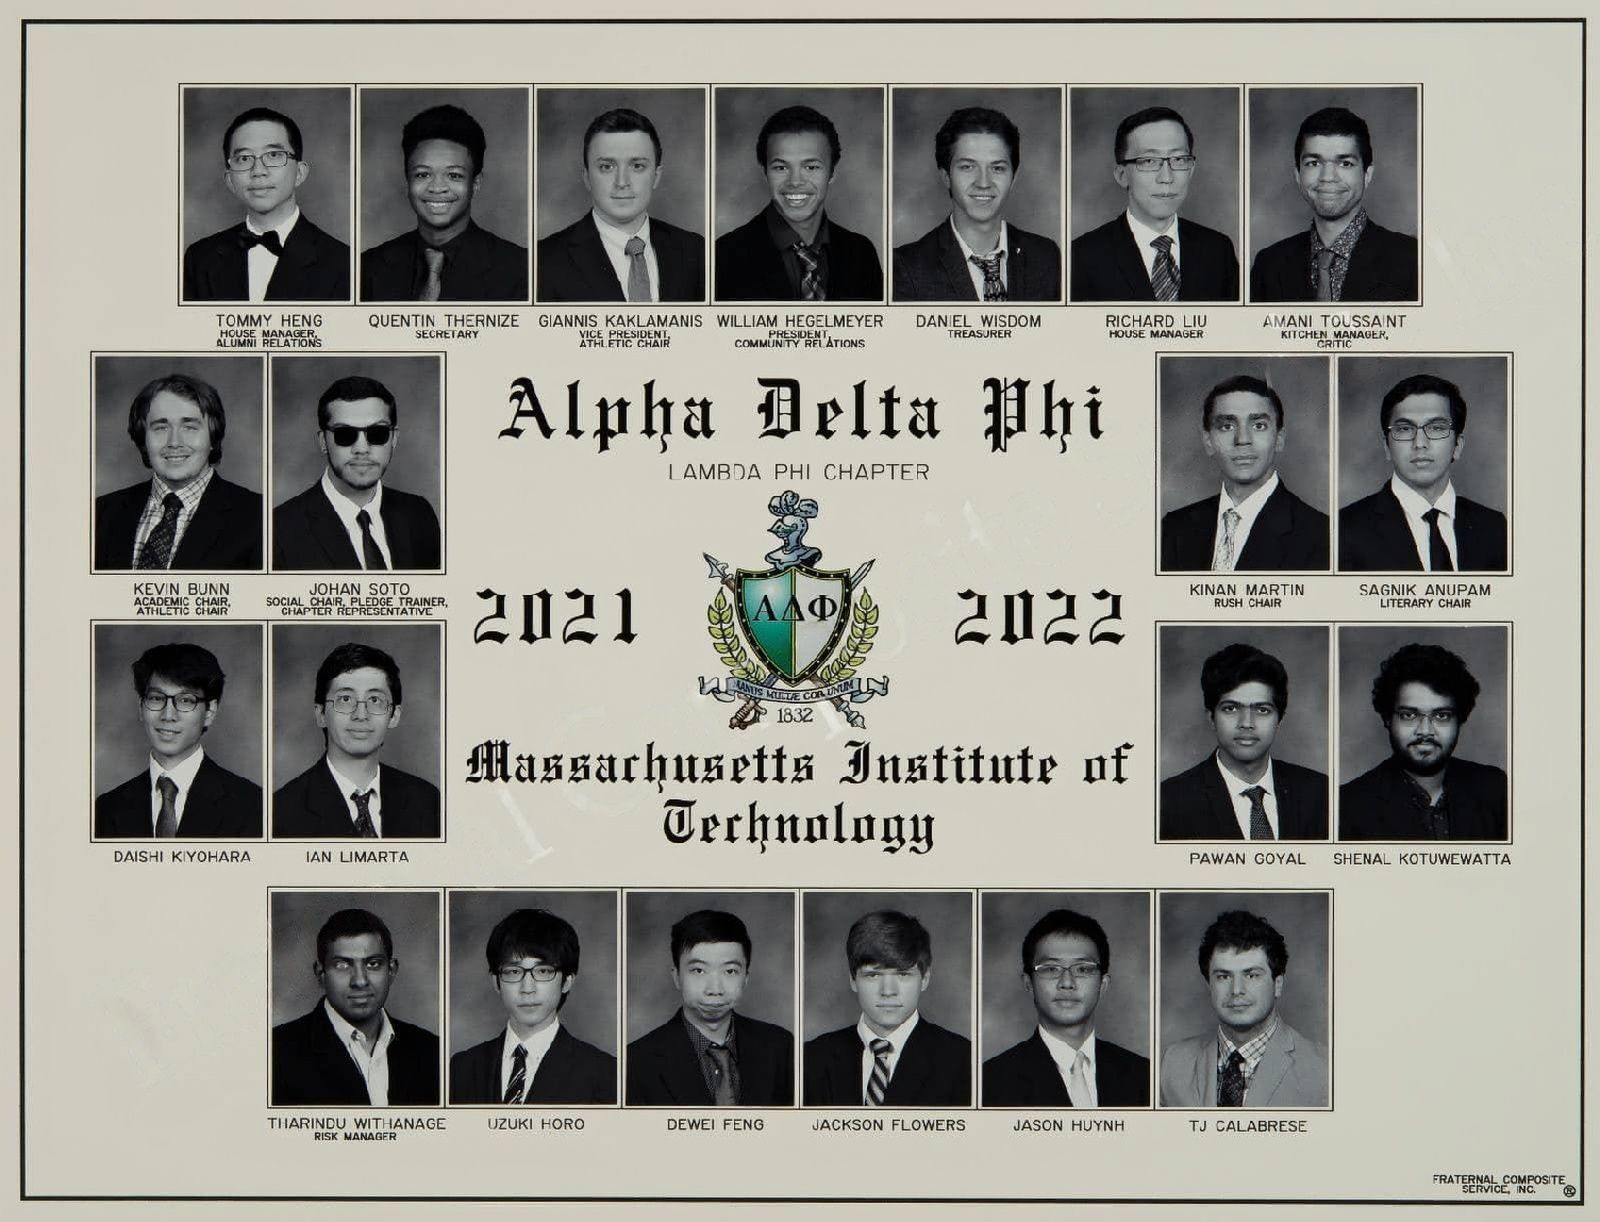 TOMMY HENG
HOUSE MANAGER,
ALUMNI RELATIONS
QUENTIN THERNIZE
SECRETARY
GIANNIS KAKLAMANIS
VICE PRESIDENT,
ATHLETIC CHAIR
WILLIAM HEGELMEYER
PRESIDENT,
COMMUNITY RELATIONS
DANIEL WISDOM
TREASURER
RICHARD LIU
HOUSE MANAGER
AMANI TOUSSAINT
KITCHEN MANAGER,
CRITIC
Alpha Delta Phi
LAMBDA PHI CHAPTER
KEVIN BUNN
ACADEMIC CHAIR,
ATHLETIC CHAIR
JOHAN SOTO
SOCIAL CHAIR, PLEDGE TRAINER,
CHAPTER REPRESENTATIVE
2021
ΑΔΦ
MANUS MULTÆ COR UNUM
1832
2022
KINAN MARTIN
RUSH CHAIR
SAGNIK ANUPAM
LITERARY CHAIR
Massachusetts Institute of
Technology
DAISHI KIYOHARA
IAN LIMARTA
PAWAN GOYAL
SHENAL KOTUWEWATTA
THARINDU WITHANAGE
RISK MANAGER
UZUKI HORO
DEWEI FENG
JACKSON FLOWERS
JASON HUYNH
TJ CALABRESE
FRATERNAL COMPOSITE
SERVICE, INC. ®